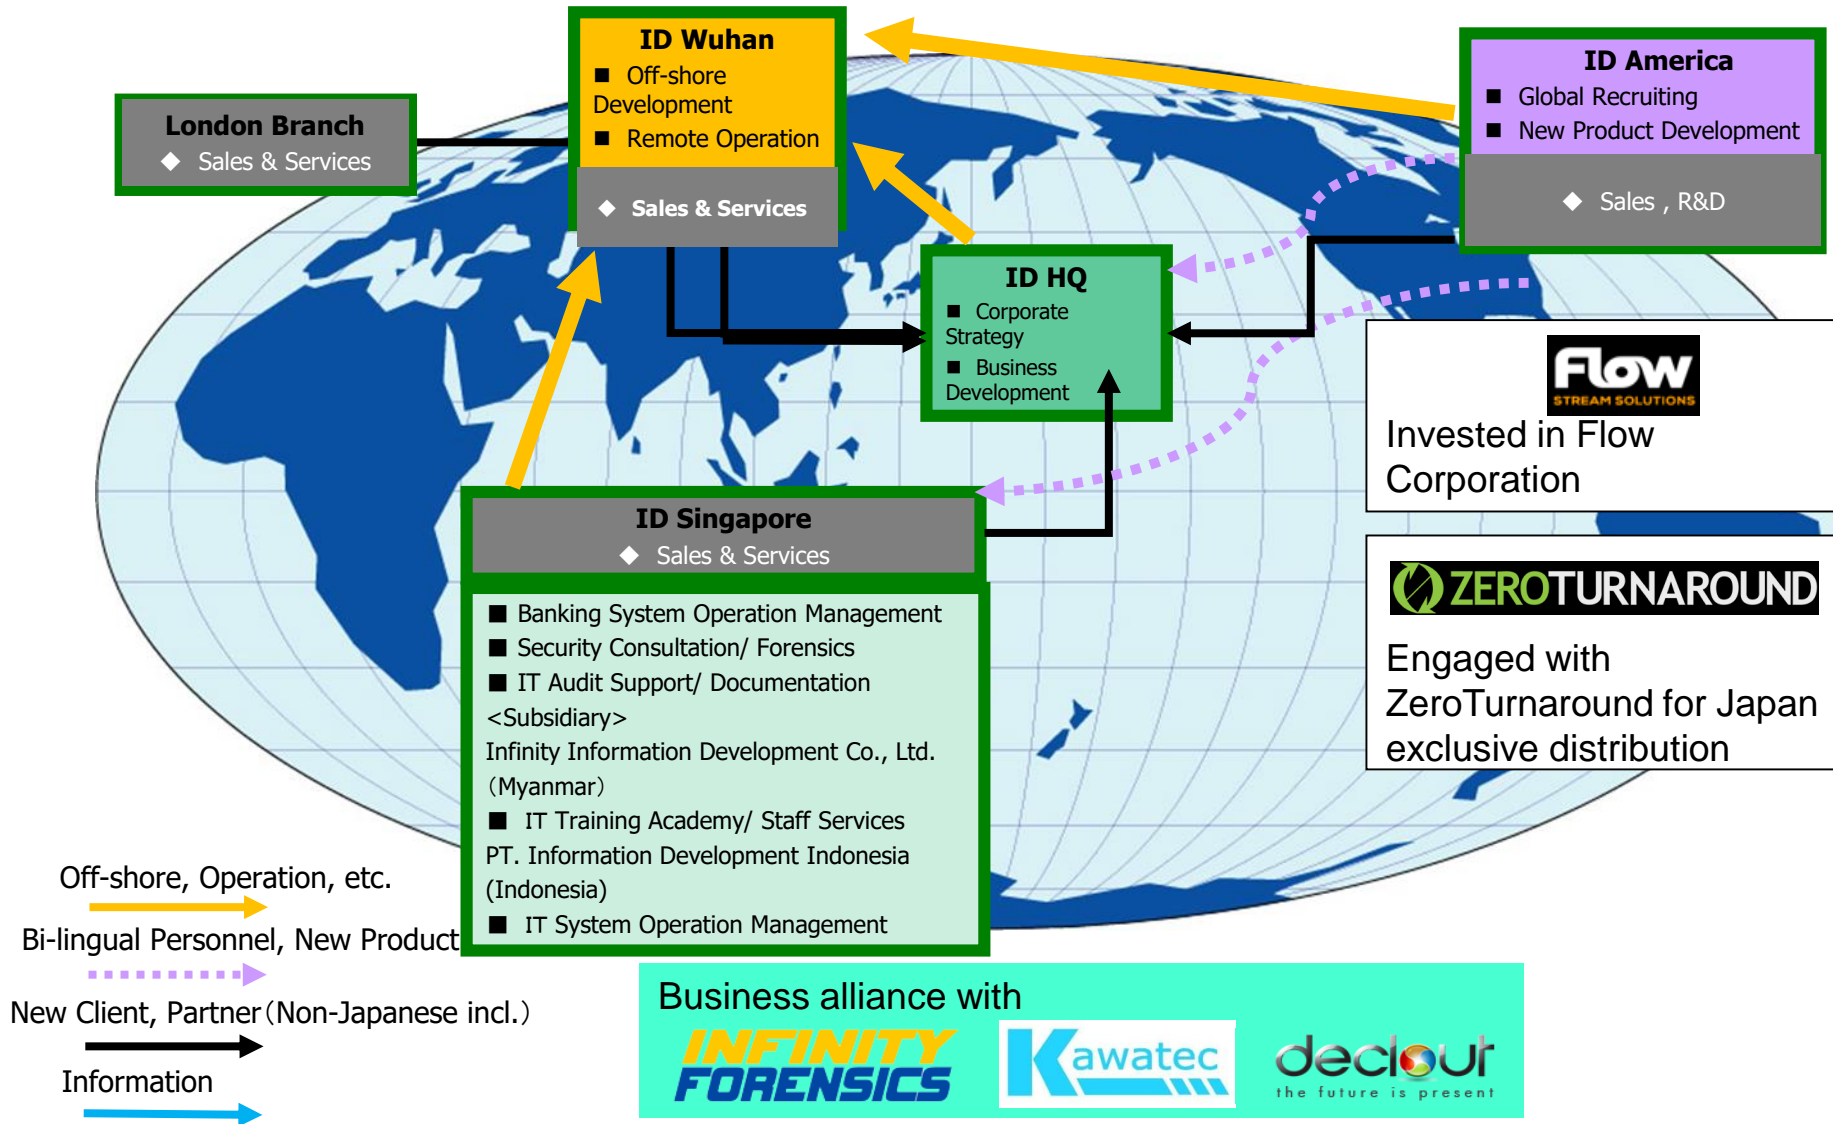 ID Wuhan
■ Off-shore
Development
■ Remote Operation
◆ Sales & Services
London Branch
◆ Sales & Services
ID America
■ Global Recruiting
■ New Product Development
◆ Sales , R&D
ID HQ
■ Corporate
Strategy
■ Business
Development
FLOW
STREAM SOLUTIONS
Invested in Flow
Corporation
ZEROTURNAROUND
Engaged with
ZeroTurnaround for Japan
exclusive distribution
ID Singapore
◆ Sales & Services
■ Banking System Operation Management
■ Security Consultation/ Forensics
■ IT Audit Support/ Documentation
<Subsidiary>
Infinity Information Development Co., Ltd.
（Myanmar）
■ IT Training Academy/ Staff Services
PT. Information Development Indonesia
(Indonesia)
■ IT System Operation Management
Off-shore, Operation, etc.
Bi-lingual Personnel, New Product
New Client, Partner（Non-Japanese incl.）
Information
Business alliance with
INFINITY
FORENSICS
Kawatec
declout
the future is present